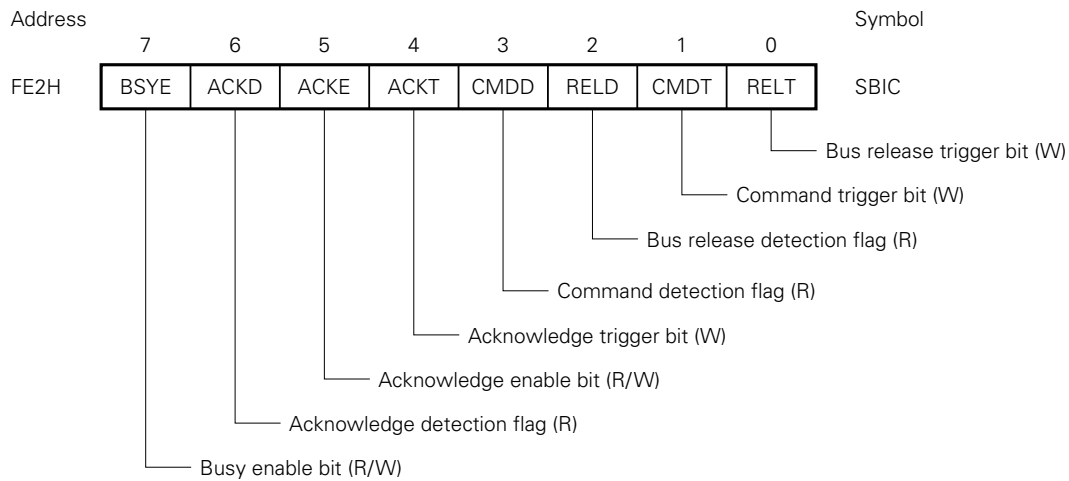 Address Symbol
7 6 5 4 3 2 1 0
FE2H BSYE ACKD ACKE ACKT CMDD RELD CMDT RELT SBIC
Bus release trigger bit (W)
Command trigger bit (W)
Bus release detection flag (R)
Command detection flag (R)
Acknowledge trigger bit (W)
Acknowledge enable bit (R/W)
Acknowledge detection flag (R)
Busy enable bit (R/W)